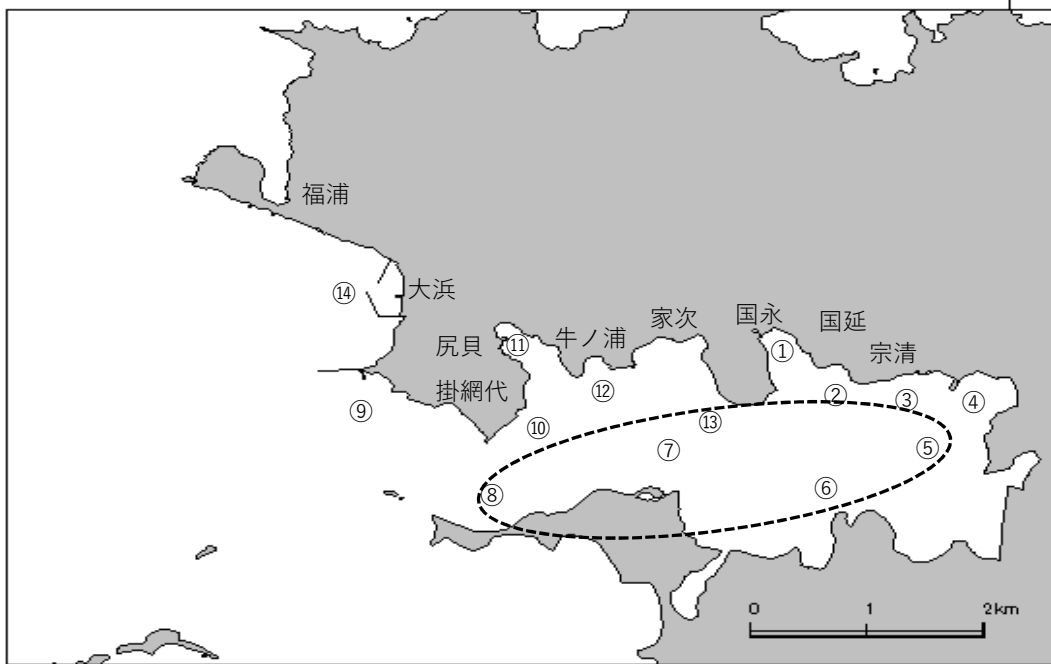 福浦
⑭
大浜
尻貝
⑪
牛ノ浦
家次
国永
国延
①
宗清
掛網代
⑫
②
③
④
⑨
⑩
⑬
⑦
⑤
⑧
⑥
0 1 2km